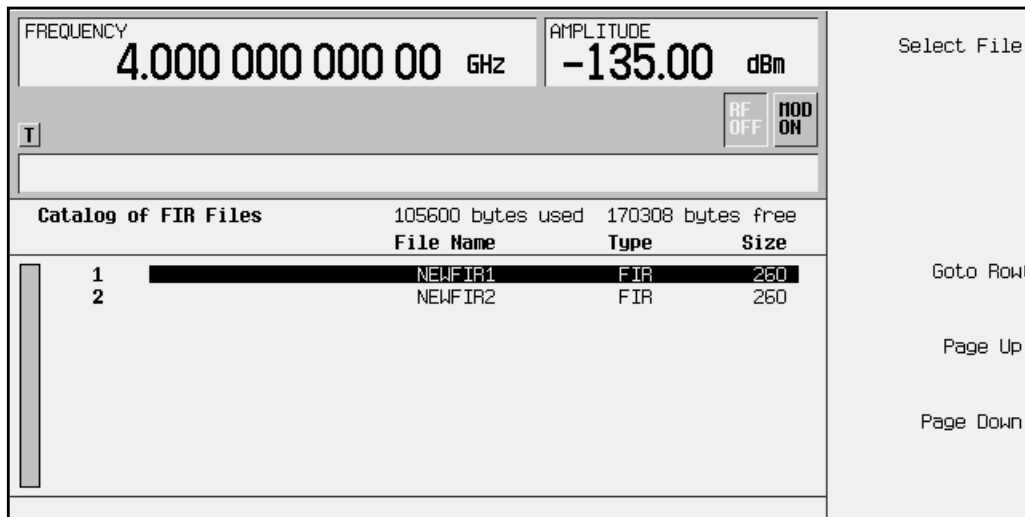 FREQUENCY
4.000 000 000 00 GHz
AMPLITUDE
-135.00 dBm
Select File
RF OFF
MOD ON
T
Catalog of FIR Files 105600 bytes used 170308 bytes free
File Name Type Size
1 NEWFIR1 FIR 260
2 NEWFIR2 FIR 260
Goto Row
Page Up
Page Down